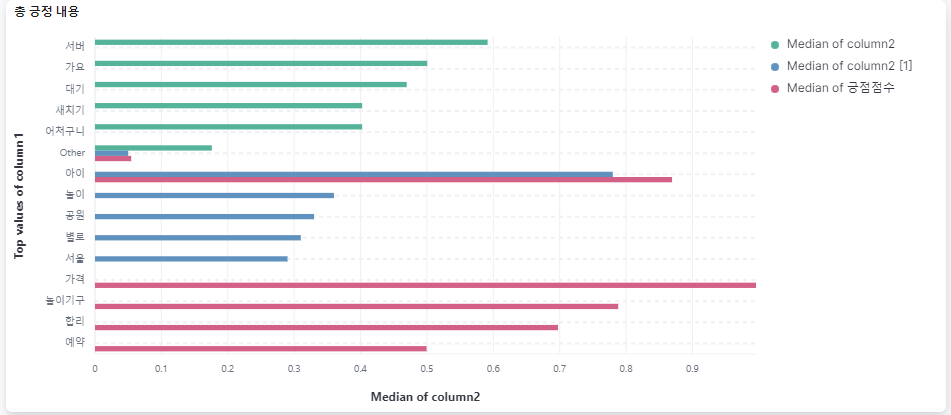 총 긍정 내용
Median of column2
Median of column2 [1]
Median of 긍점점수
Top values of column1
서버
가요
대기
새치기
어처구니
Other
아이
놀이
공원
별로
서울
가격
놀이기구
합리
예약
0 0.1 0.2 0.3 0.4 0.5 0.6 0.7 0.8 0.9
Median of column2